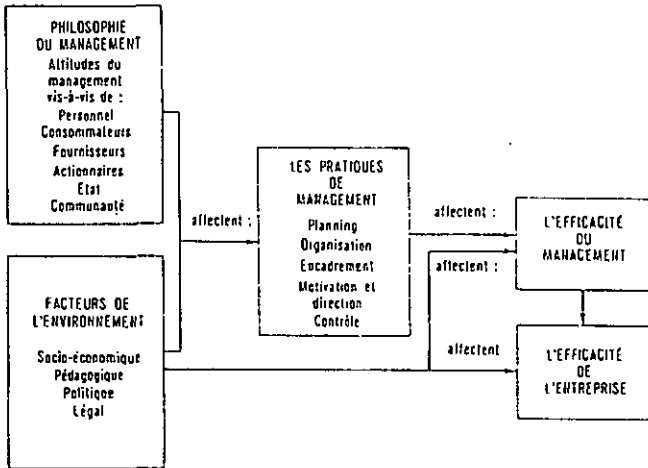 PHILOSOPHIE
DU MANAGEMENT
Attitudes du
management
vis-à-vis de :
Personnel
Consommateurs
Fournisseurs
Actionnaires
Etat
Communauté
FACTEURS DE
L'ENVIRONNEMENT
Socio-économique
Pédagogique
Politique
Légal
affectent :
LES PRATIQUES
DE
MANAGEMENT
Planning
Organisation
Encadrement
Motivation et
direction
Contrôle
affectent :
affectent :
affectent
L'EFFICACITÉ
DU
MANAGEMENT
L'EFFICACITÉ
DE
L'ENTREPRISE